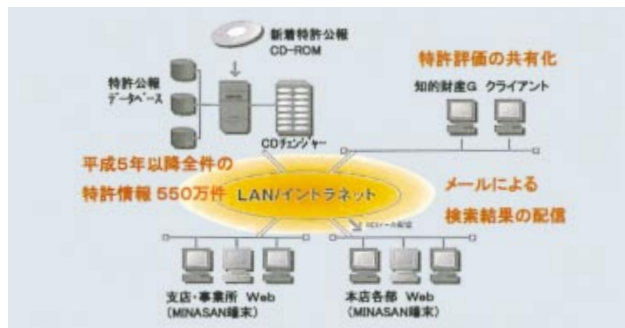 新着特許公報
CD-ROM
特許公報
データベース
CDチェンジャー
特許評価の共有化
知的財産G クライアント
平成5年以降全件の
特許情報 550万件
LAN/イントラネット
メールによる
検索結果の配信
メール配信
支店・事業所 Web
(MINASAN端末)
本店各部 Web
(MINASAN端末)